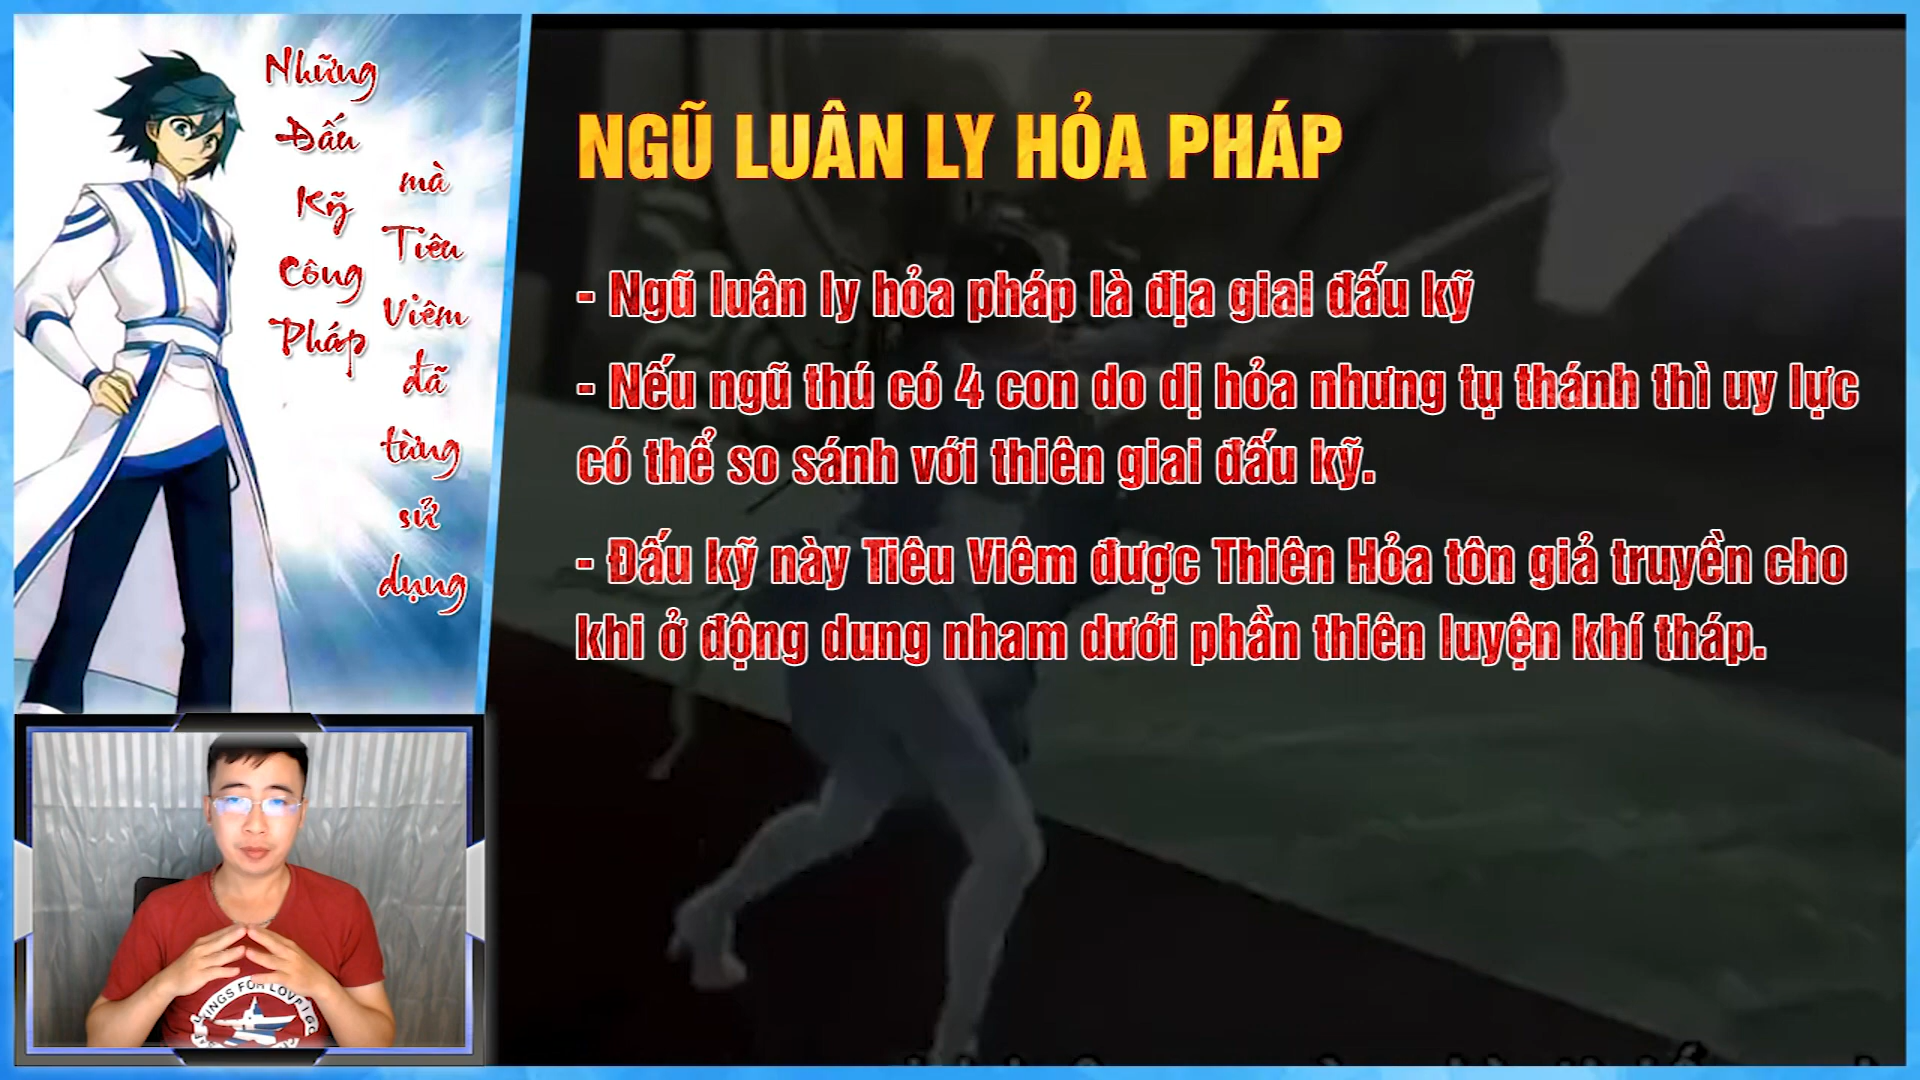 Những
Đấu
Kỹ
Công
Pháp
mà
Tiêu
Viêm
đã
từng
sử
dụng
NGŨ LUÂN LY HỎA PHÁP
- Ngũ luân ly hỏa pháp là địa giai đấu kỹ
- Nếu ngũ thú có 4 con do dị hỏa nhưng tụ thánh thì uy lực
có thể so sánh với thiên giai đấu kỹ.
- Đấu kỹ này Tiêu Viêm được Thiên Hỏa tôn giả truyền cho
khi ở động dung nham dưới phần thiên luyện khí tháp.
INGS FOR LOVE